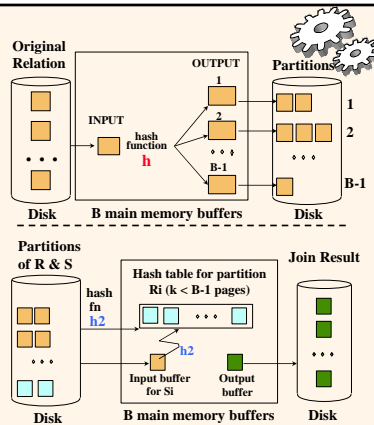 Original
Relation
OUTPUT
Partitions
1
1
INPUT
hash
function
h
2
2
B-1
B-1
Disk
B main memory buffers
Disk
Partitions
of R & S
Hash table for partition
Ri (k < B-1 pages)
Join Result
hash
fn
h2
h2
Input buffer
for Si
Output
buffer
Disk
B main memory buffers
Disk